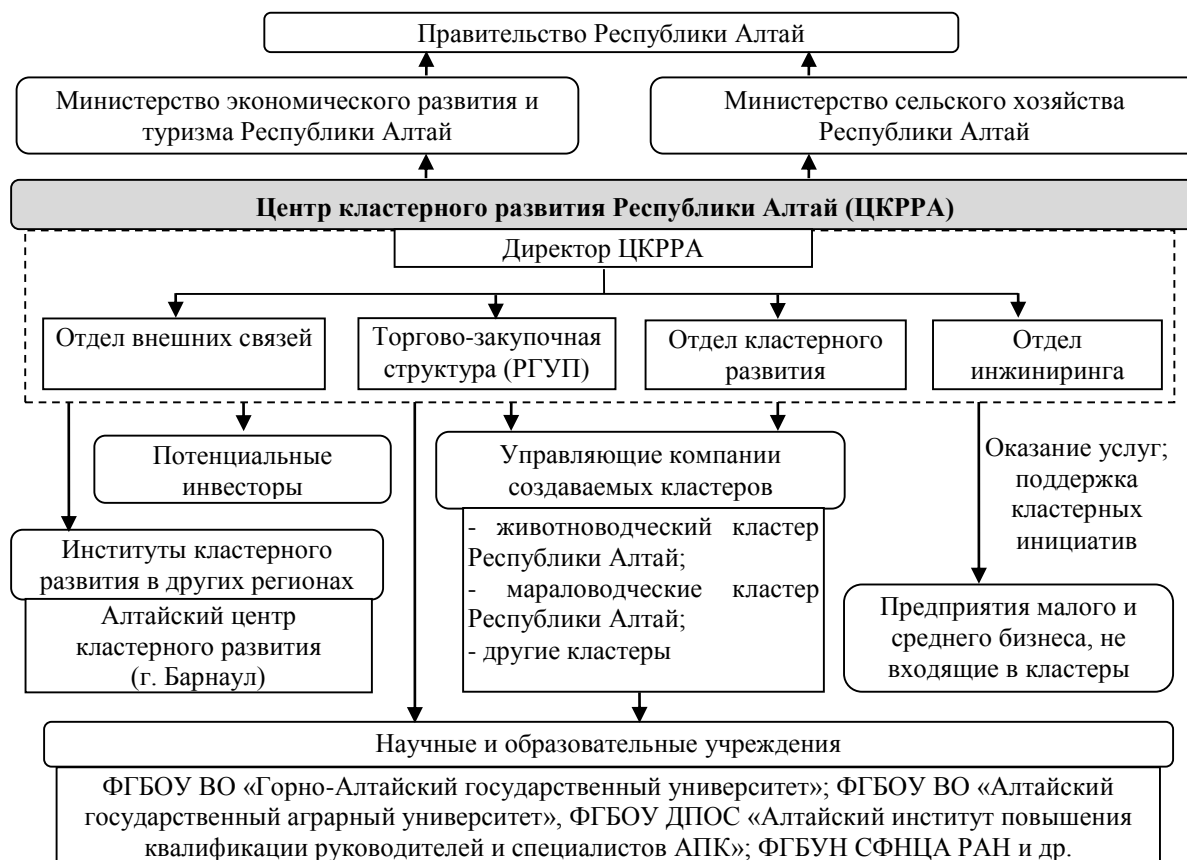 Правительство Республики Алтай
Министерство экономического развития и
туризма Республики Алтай
Министерство сельского хозяйства
Республики Алтай
Центр кластерного развития Республики Алтай (ЦКРРА)
Директор ЦКРРА
Отдел внешних связей
Торгово-закупочная
структура (РГУП)
Отдел кластерного
развития
Отдел
инжиниринга
Потенциальные
инвесторы
Управляющие компании
создаваемых кластеров
Оказание услуг;
поддержка
кластерных
инициатив
- животноводческий кластер
Республики Алтай;
- мараловодческие кластер
Республики Алтай;
- другие кластеры
Институты кластерного
развития в других регионах
Алтайский центр
кластерного развития
(г. Барнаул)
Предприятия малого и
среднего бизнеса, не
входящие в кластеры
Научные и образовательные учреждения
ФГБОУ ВО «Горно-Алтайский государственный университет»; ФГБОУ ВО «Алтайский
государственный аграрный университет», ФГБОУ ДПОС «Алтайский институт повышения
квалификации руководителей и специалистов АПК»; ФГБУН СФНЦА РАН и др.